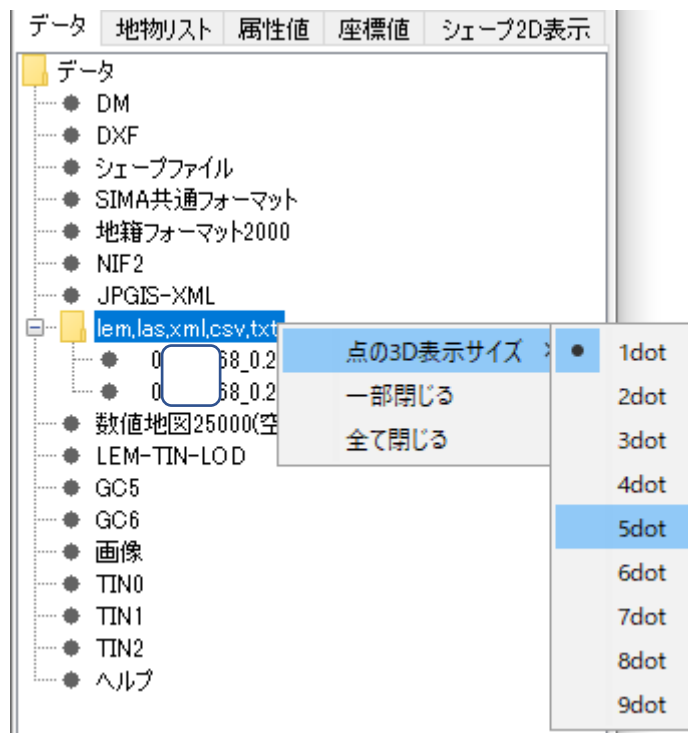 データ 地物リスト 属性値 座標値 シェープ2D表示
データ
DM
DXF
シェープファイル
SIMA共通フォーマット
地籍フォーマット2000
NIF2
JPGIS-XML
lem,las,xml,csv,txt
0 68_0.2
0 68_0.2
数値地図25000(空
LEM-TIN-LOD
GC5
GC6
画像
TIN0
TIN1
TIN2
ヘルプ
点の3D表示サイズ
一部閉じる
全て閉じる
1dot
2dot
3dot
4dot
5dot
6dot
7dot
8dot
9dot